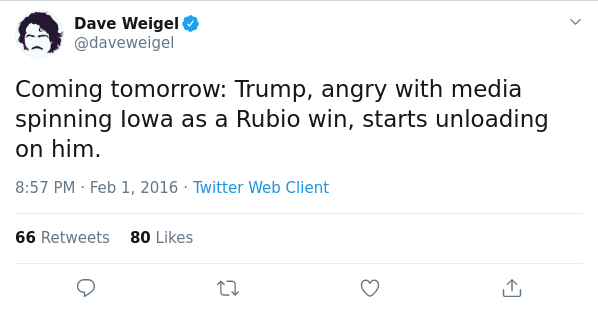 Dave Weigel
@daveweigel
Coming tomorrow: Trump, angry with media
spinning Iowa as a Rubio win, starts unloading
on him.
8:57 PM · Feb 1, 2016 · Twitter Web Client
66 Retweets 80 Likes